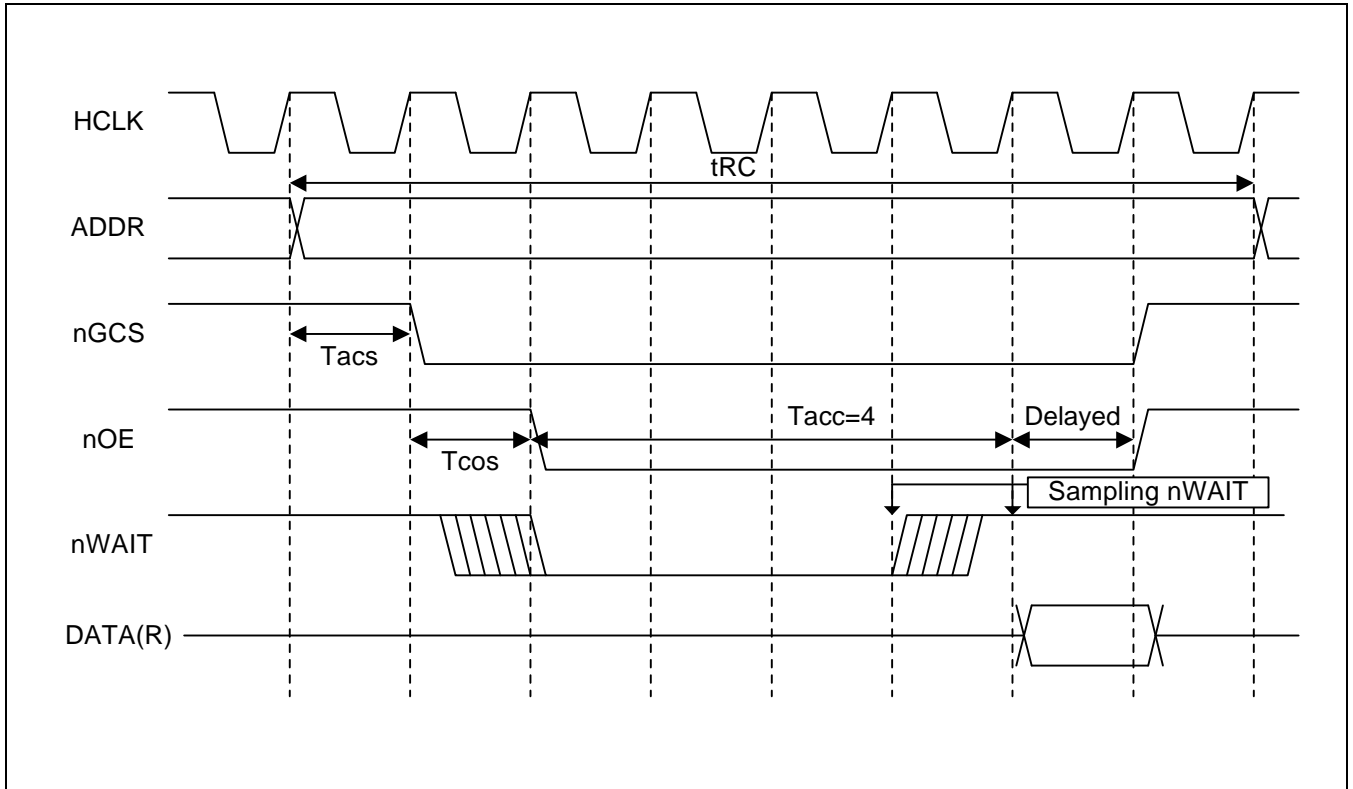 HCLK
tRC
ADDR
nGCS
Tacs
nOE
Tcos
Tacc=4
Delayed
Sampling nWAIT
nWAIT
DATA(R)